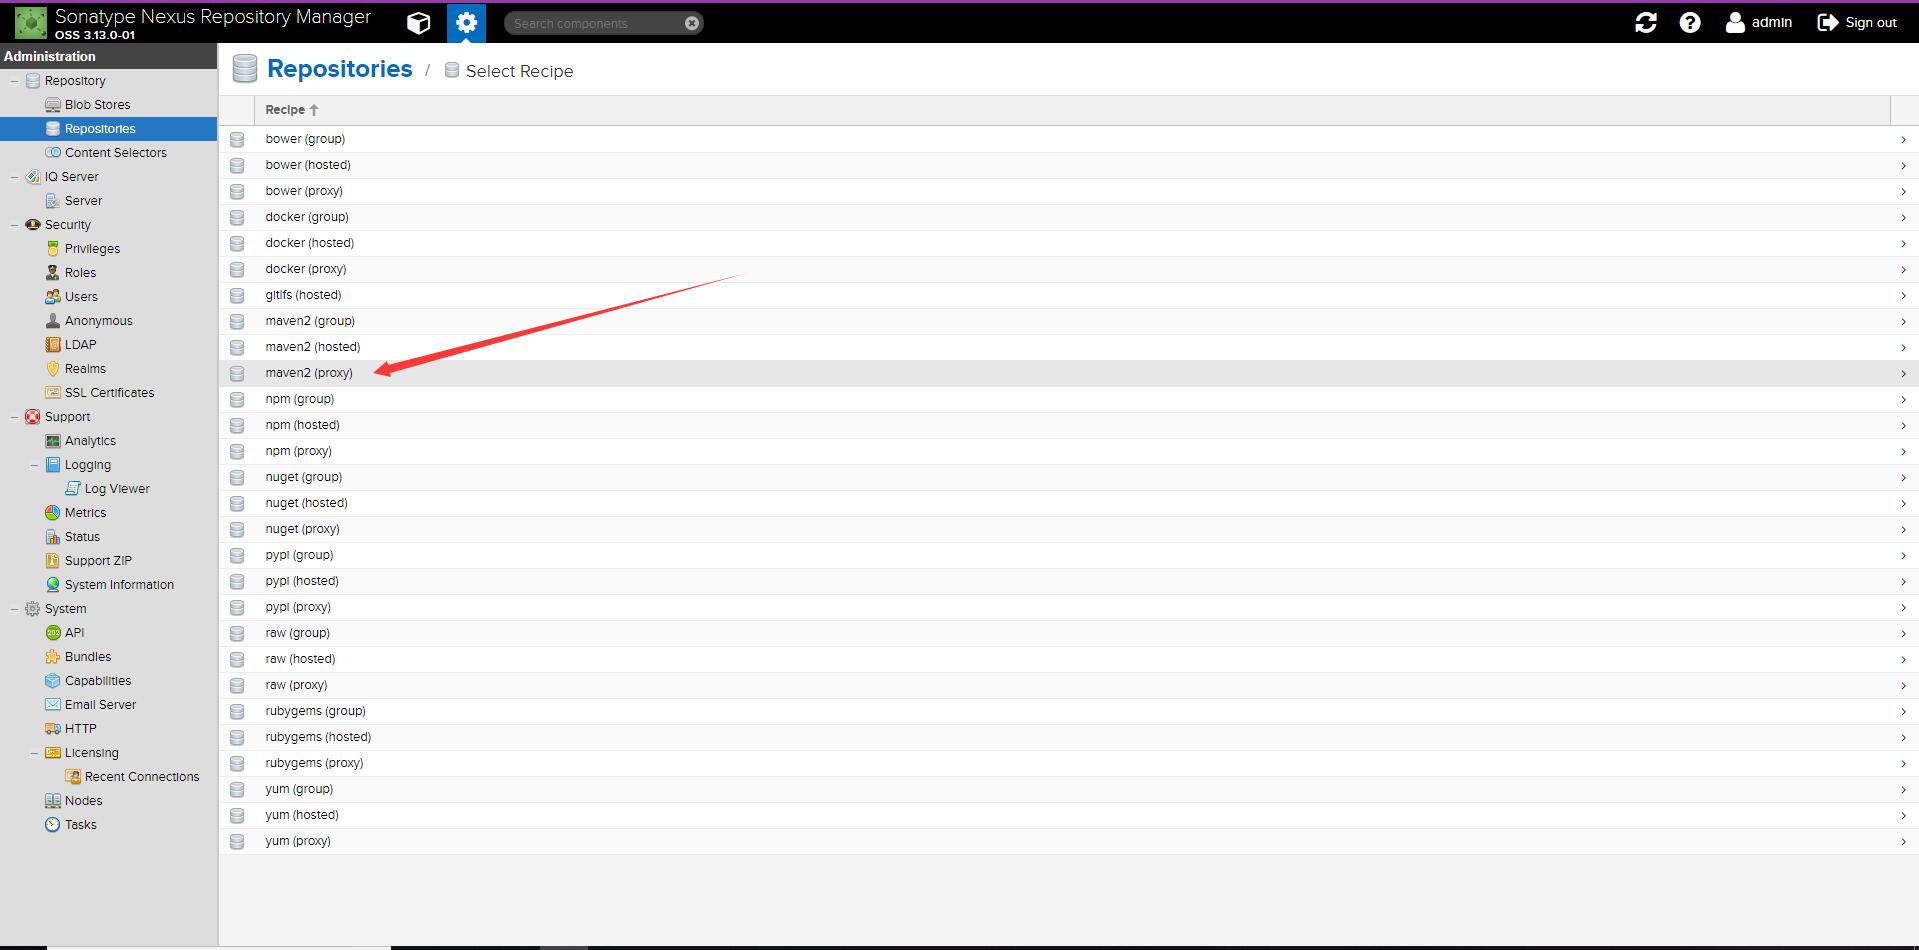 Sonatype Nexus Repository Manager
OSS 3.13.0-01
Search components
admin
Sign out
Administration
Repository
Blob Stores
Repositories
Content Selectors
IQ Server
Server
Security
Privileges
Roles
Users
Anonymous
LDAP
Realms
SSL Certificates
Support
Analytics
Logging
Log Viewer
Metrics
Status
Support ZIP
System Information
System
API
Bundles
Capabilities
Email Server
HTTP
Licensing
Recent Connections
Nodes
Tasks
Repositories / Select Recipe
Recipe
bower (group)
bower (hosted)
bower (proxy)
docker (group)
docker (hosted)
docker (proxy)
gitlfs (hosted)
maven2 (group)
maven2 (hosted)
maven2 (proxy)
npm (group)
npm (hosted)
npm (proxy)
nuget (group)
nuget (hosted)
nuget (proxy)
pypi (group)
pypi (hosted)
pypi (proxy)
raw (group)
raw (hosted)
raw (proxy)
rubygems (group)
rubygems (hosted)
rubygems (proxy)
yum (group)
yum (hosted)
yum (proxy)